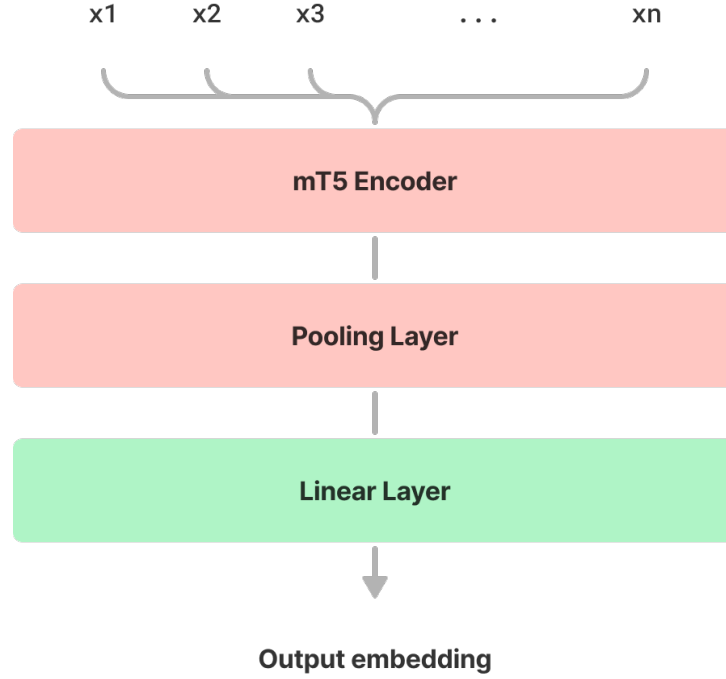 x1 x2 x3 ... xn
mT5 Encoder
Pooling Layer
Linear Layer
Output embedding